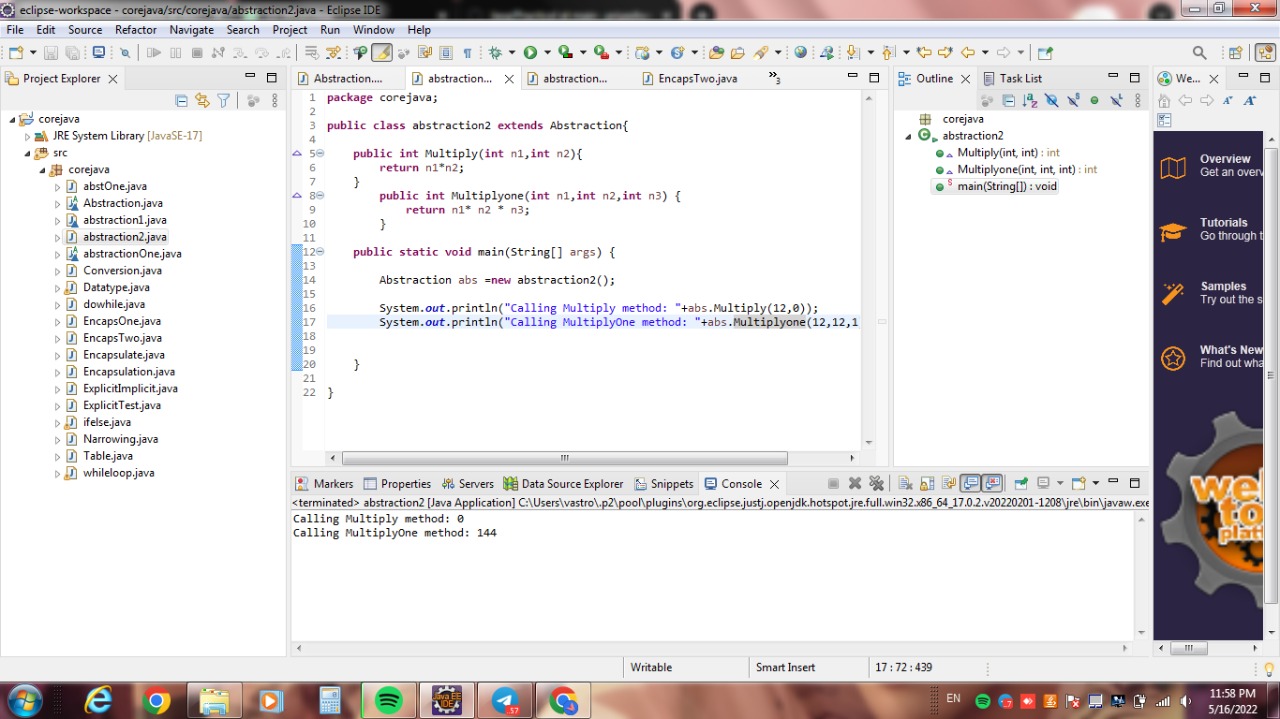 eclipse-workspace - corejava/src/corejava/abstraction2.java - Eclipse IDE
File Edit Source Refactor Navigate Search Project Run Window Help
Project Explorer
corejava
JRE System Library [JavaSE-17]
src
corejava
abstOne.java
Abstraction.java
abstraction1.java
abstraction2.java
abstractionOne.java
Conversion.java
Datatype.java
dowhile.java
EncapsOne.java
EncapsTwo.java
Encapsulate.java
Encapsulation.java
ExplicitImplicit.java
ExplicitTest.java
ifelse.java
Narrowing.java
Table.java
whileloop.java
Abstraction.... abstraction... abstraction... EncapsTwo.java »3
1 package corejava;
2
3 public class abstraction2 extends Abstraction{
4
5 public int Multiply(int n1,int n2){
6 return n1*n2;
7 }
8 public int Multiplyone(int n1,int n2,int n3) {
9 return n1* n2 * n3;
10 }
11
12 public static void main(String[] args) {
13
14 Abstraction abs =new abstraction2();
15
16 System.out.println("Calling Multiply method: "+abs.Multiply(12,0));
17 System.out.println("Calling MultiplyOne method: "+abs.Multiplyone(12,12,1
18
19
20 }
21
22 }
Outline Task List
corejava
abstraction2
Multiply(int, int) : int
Multiplyone(int, int, int) : int
main(String[]) : void
We...
Overview
Get an overv
Tutorials
Go through t
Samples
Try out the s
What's New
Find out wha
Markers Properties Servers Data Source Explorer Snippets Console
<terminated> abstraction2 [Java Application] C:\Users\vastro\.p2\pool\plugins\org.eclipse.justj.openjdk.hotspot.jre.full.win32.x86_64_17.0.2.v20220201-1208\jre\bin\javaw.exe
Calling Multiply method: 0
Calling MultiplyOne method: 144
Writable Smart Insert 17 : 72 : 439
Java EE
IDE
57
EN
11:58 PM
5/16/2022